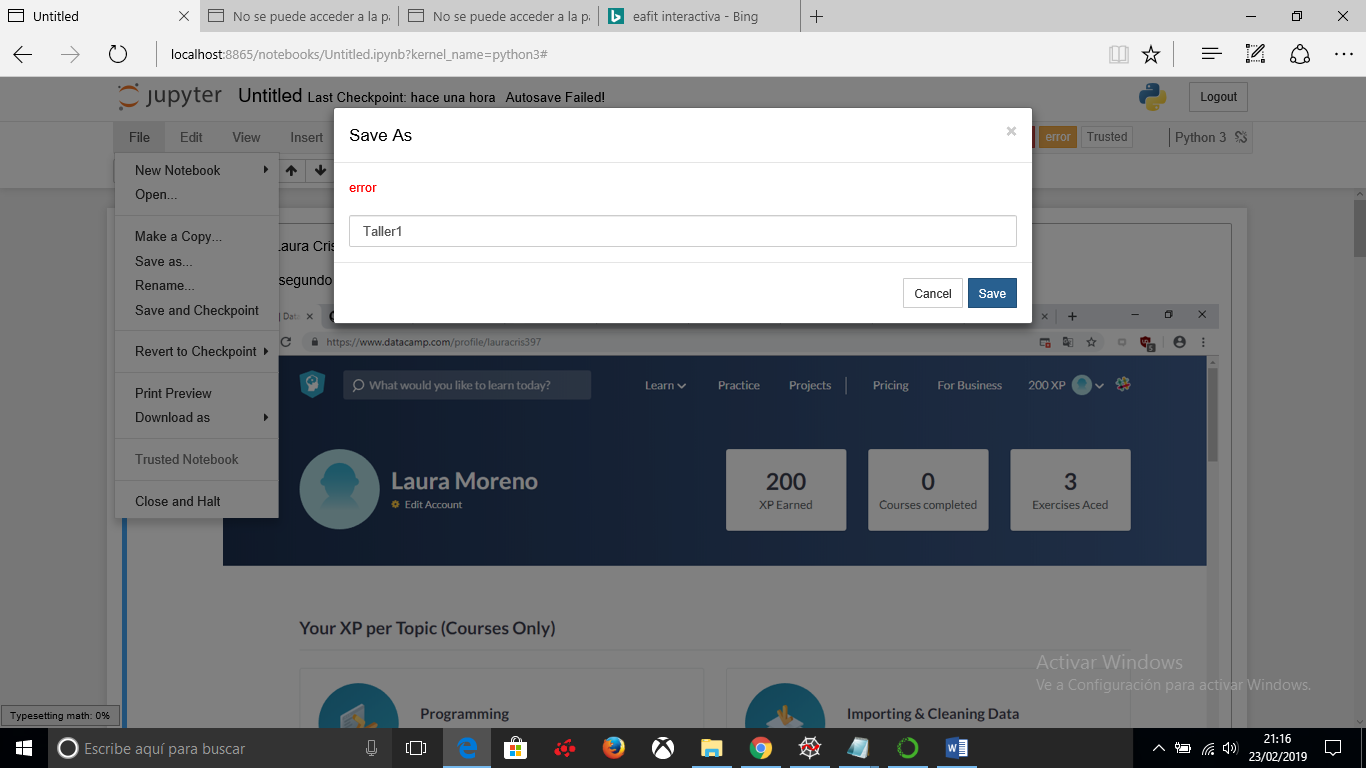 Untitled
No se puede acceder a la pá
No se puede acceder a la pá
eafit interactiva - Bing
localhost:8865/notebooks/Untitled.ipynb?kernel_name=python3#
jupyter Untitled Last Checkpoint: hace una hora Autosave Failed!
Logout
File Edit View Insert
error Trusted Python 3
New Notebook
Open...
Make a Copy...
Save as...
Rename...
Save and Checkpoint
Revert to Checkpoint
Print Preview
Download as
Trusted Notebook
Close and Halt
Save As
error
Taller1
Cancel Save
Laura Cris
segundo
https://www.datacamp.com/profile/lauracris397
What would you like to learn today?
Learn Practice Projects Pricing For Business 200 XP
Laura Moreno
Edit Account
200
XP Earned
0
Courses completed
3
Exercises Aced
Your XP per Topic (Courses Only)
Programming
Importing & Cleaning Data
Activar Windows
Ve a Configuración para activar Windows.
Typesetting math: 0%
Escribe aquí para buscar
21:16
23/02/2019